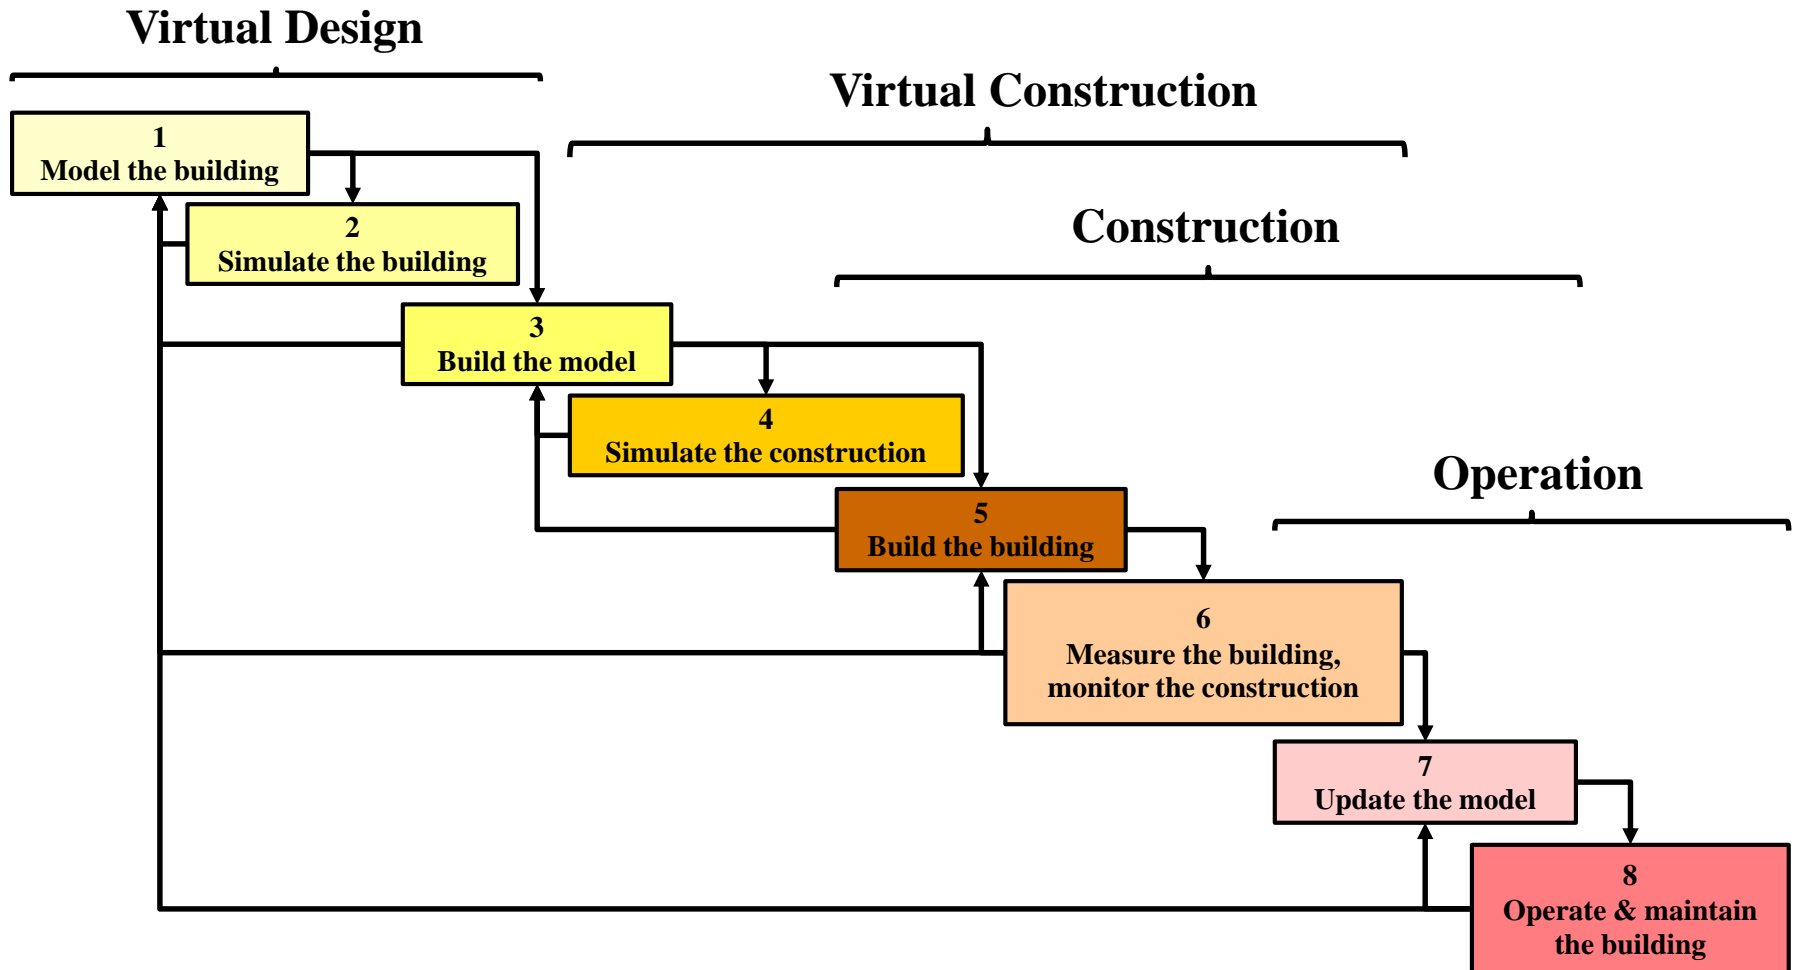 Virtual Design
Virtual Construction
1
Model the building
2
Simulate the building
Construction
3
Build the model
4
Simulate the construction
Operation
5
Build the building
6
Measure the building,
monitor the construction
7
Update the model
8
Operate & maintain
the building